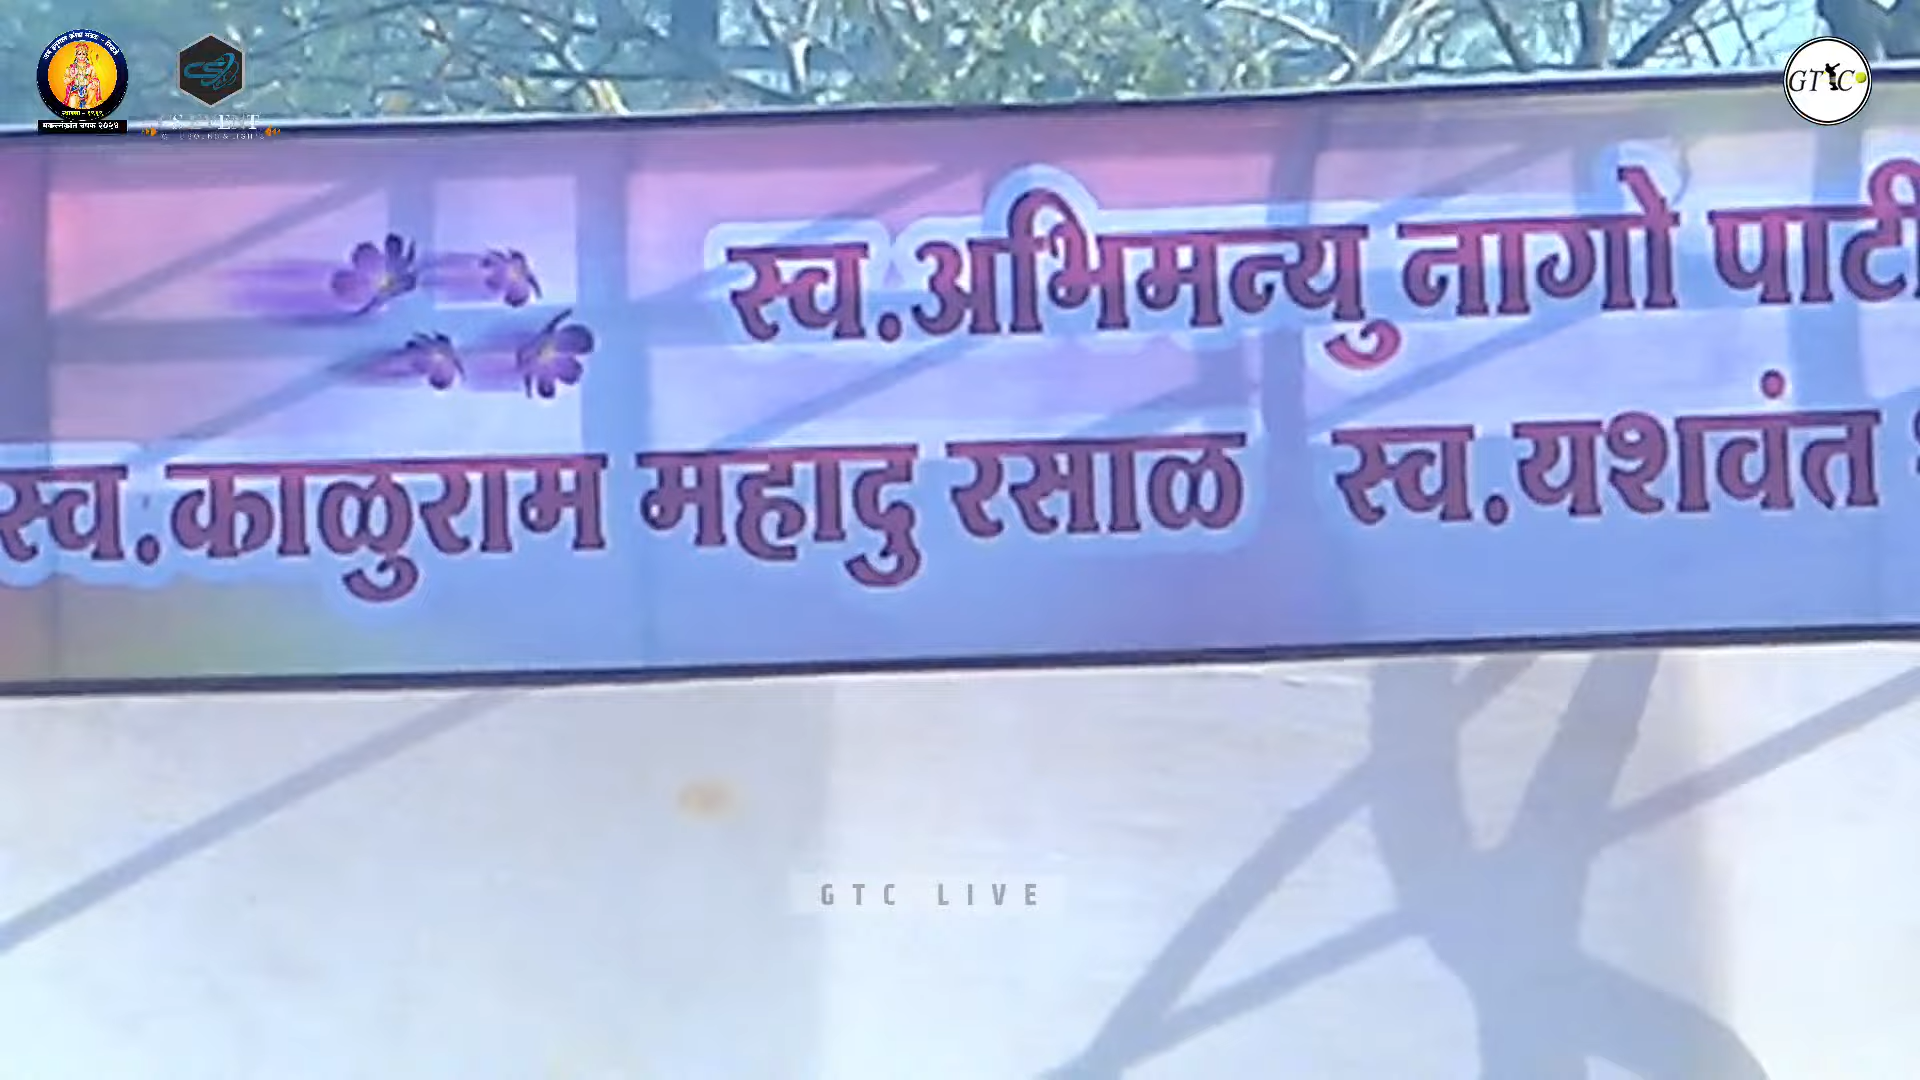 GTC
स्व.अभिमन्यु नागो
स्व.काळुराम महादु रसाळ स्व.यशवंत
GTC LIVE